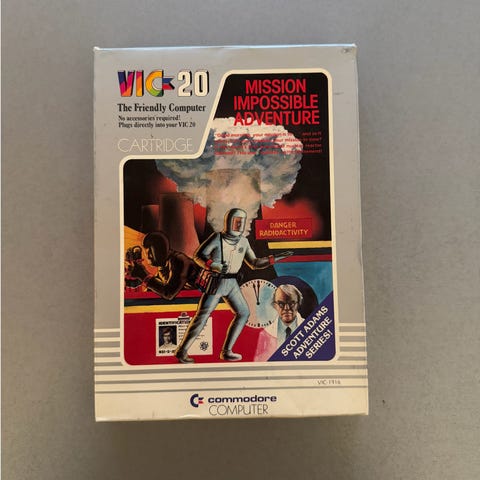 VIC-20
The Friendly Computer
No accessories required!
Plugs directly into your VIC 20
CARTRIDGE
MISSION
IMPOSSIBLE
ADVENTURE
DANGER
RADIOACTIVITY
IDENTIFICATION
SCOTT ADAMS
ADVENTURE
SERIES!
VIC-1916
commodore
COMPUTER